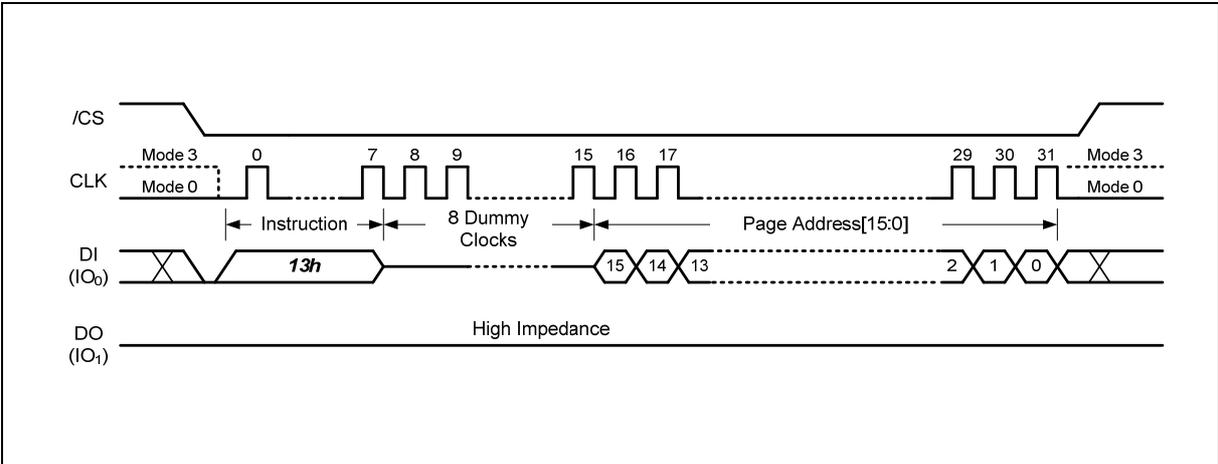 /CS
Mode 3 0 7 8 9 15 16 17 29 30 31 Mode 3
CLK
Mode 0 Mode 0
Instruction 8 Dummy Clocks Page Address[15:0]
DI
(IO₀)
13h 15 14 13 2 1 0
High Impedance
DO
(IO₁)